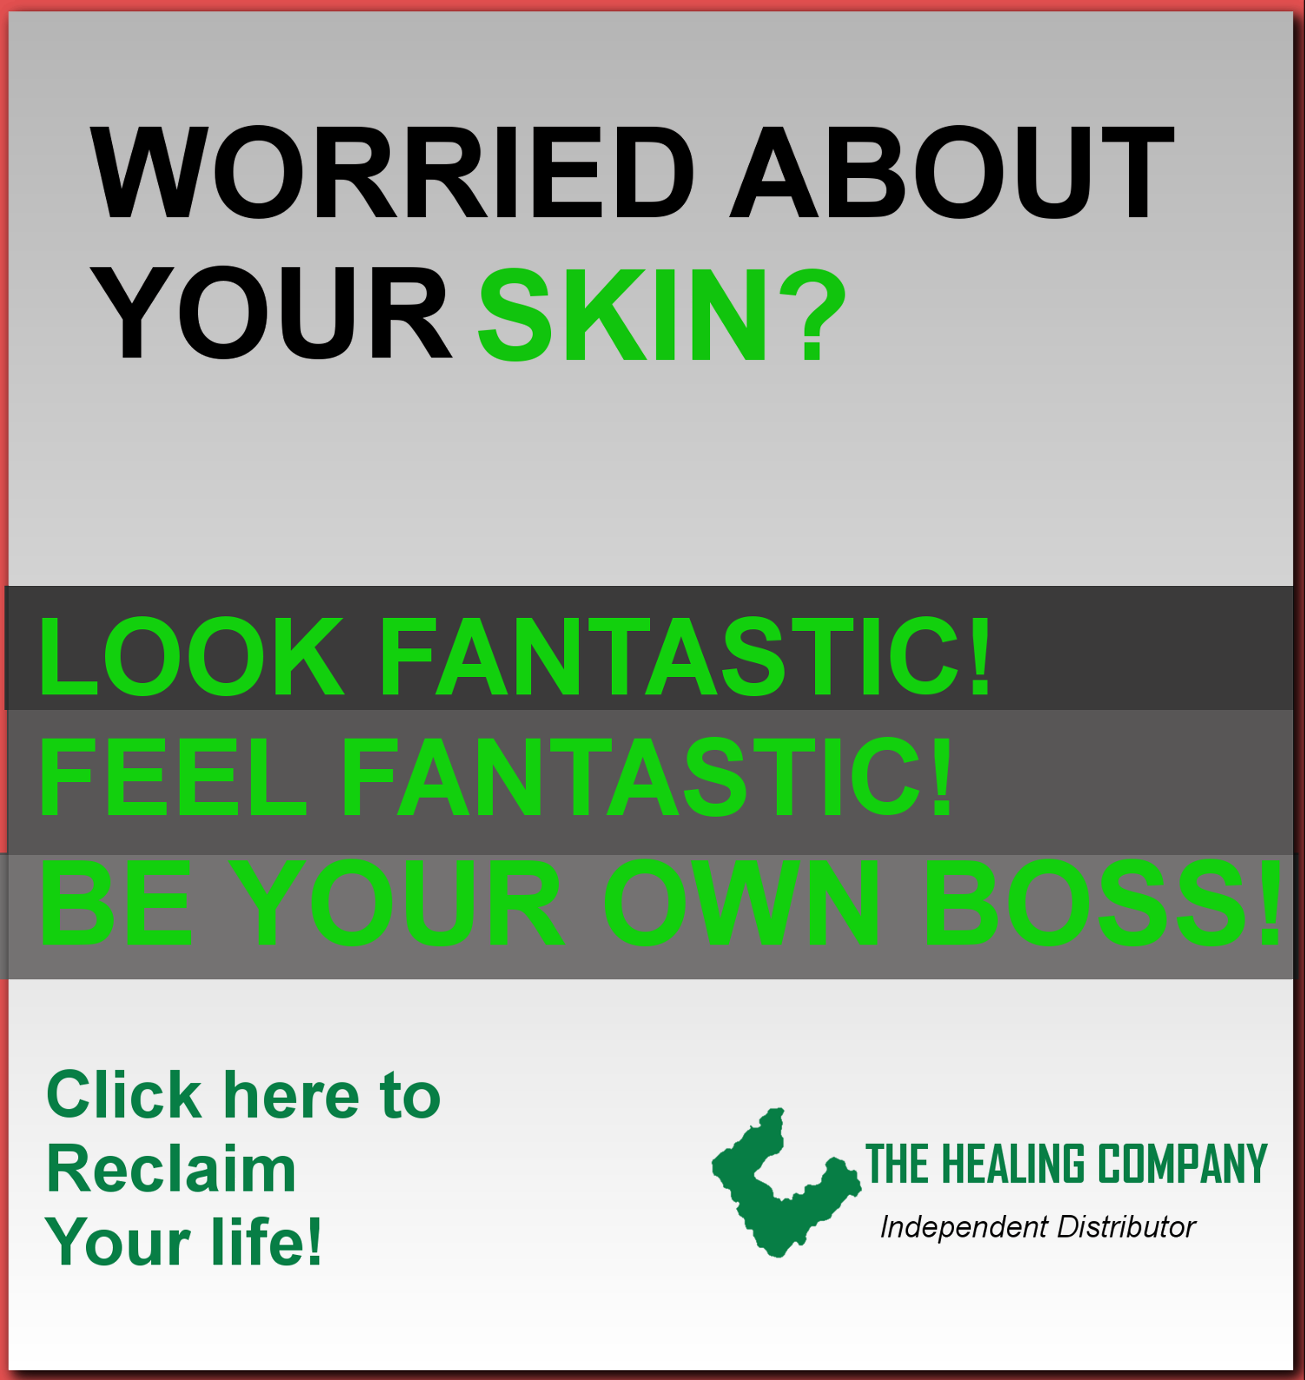 WORRIED ABOUT
YOUR SKIN?
LOOK FANTASTIC!
FEEL FANTASTIC!
BE YOUR OWN BOSS!
Click here to
Reclaim
Your life!
THE HEALING COMPANY
Independent Distributor